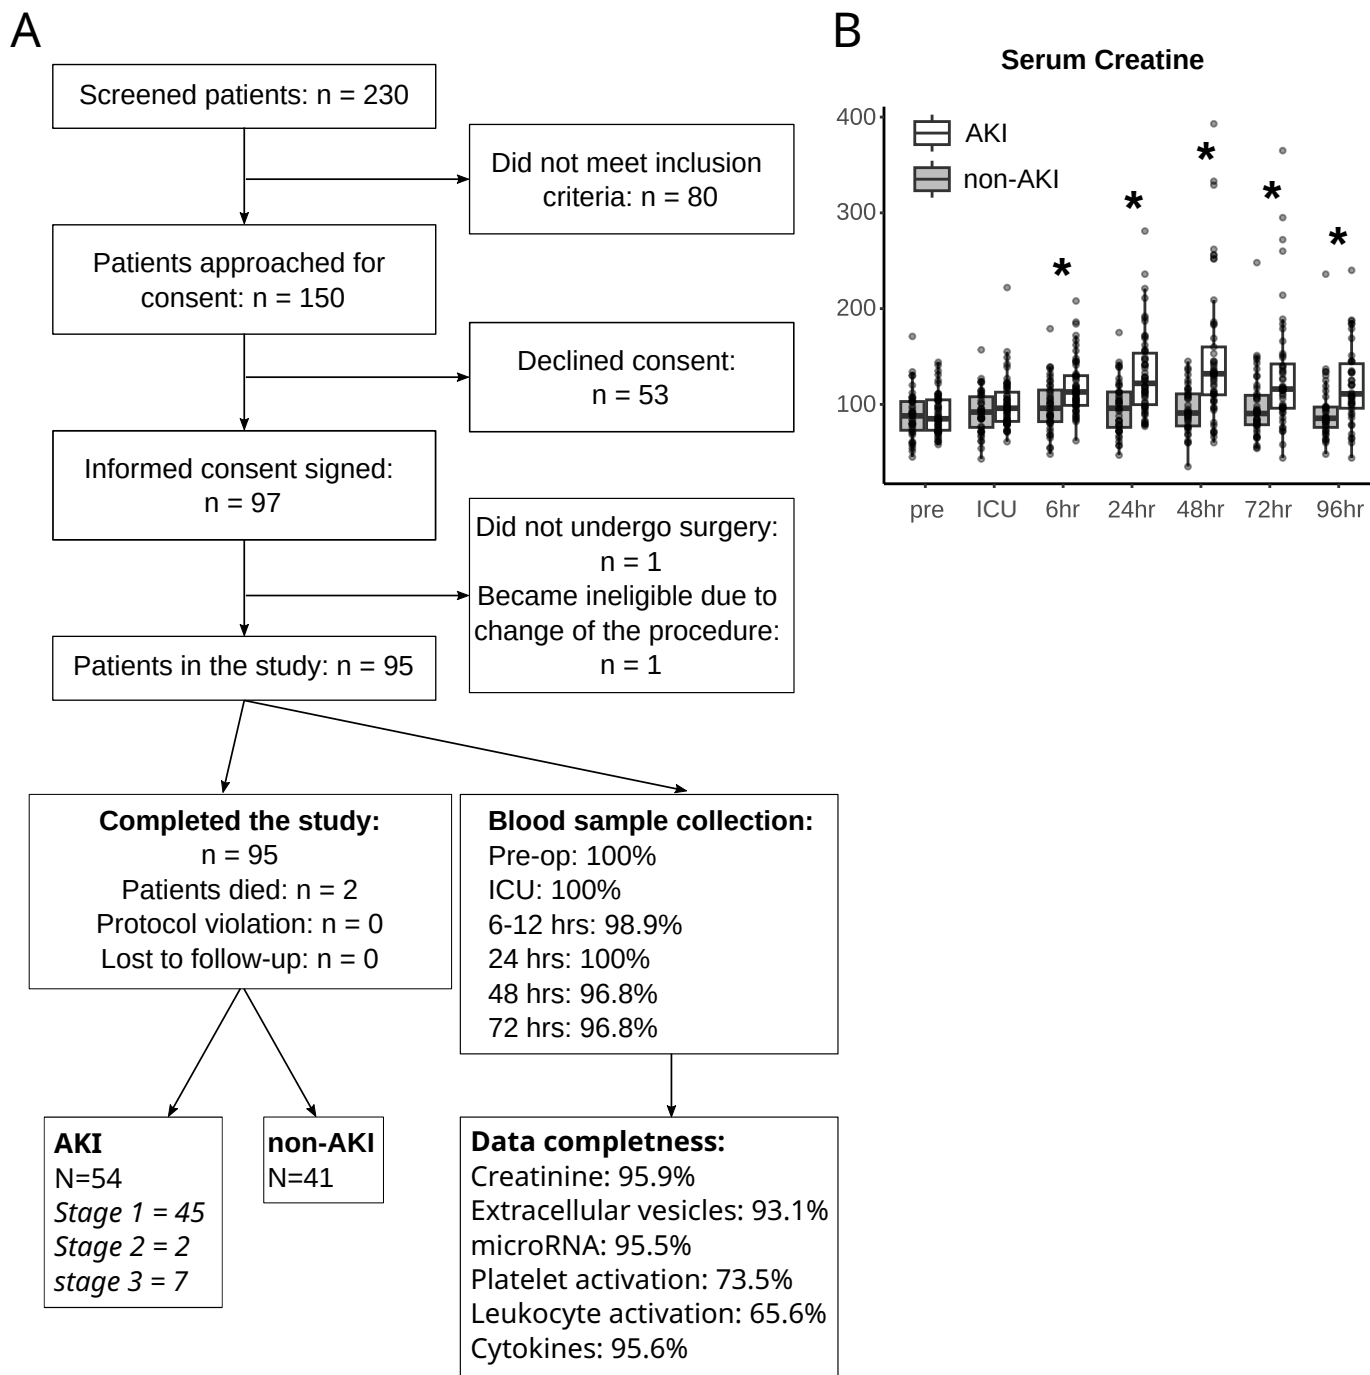 A
Screened patients: n = 230
Did not meet inclusion
criteria: n = 80
Patients approached for
consent: n = 150
Declined consent:
n = 53
Informed consent signed:
n = 97
Did not undergo surgery:
n = 1
Became ineligible due to
change of the procedure:
n = 1
Patients in the study: n = 95
Completed the study:
n = 95
Patients died: n = 2
Protocol violation: n = 0
Lost to follow-up: n = 0
Blood sample collection:
Pre-op: 100%
ICU: 100%
6-12 hrs: 98.9%
24 hrs: 100%
48 hrs: 96.8%
72 hrs: 96.8%
AKI
N=54
Stage 1 = 45
Stage 2 = 2
stage 3 = 7
non-AKI
N=41
Data completness:
Creatinine: 95.9%
Extracellular vesicles: 93.1%
microRNA: 95.5%
Platelet activation: 73.5%
Leukocyte activation: 65.6%
Cytokines: 95.6%
B
Serum Creatine
400
300
200
100
AKI
non-AKI
* * * * *
pre ICU 6hr 24hr 48hr 72hr 96hr